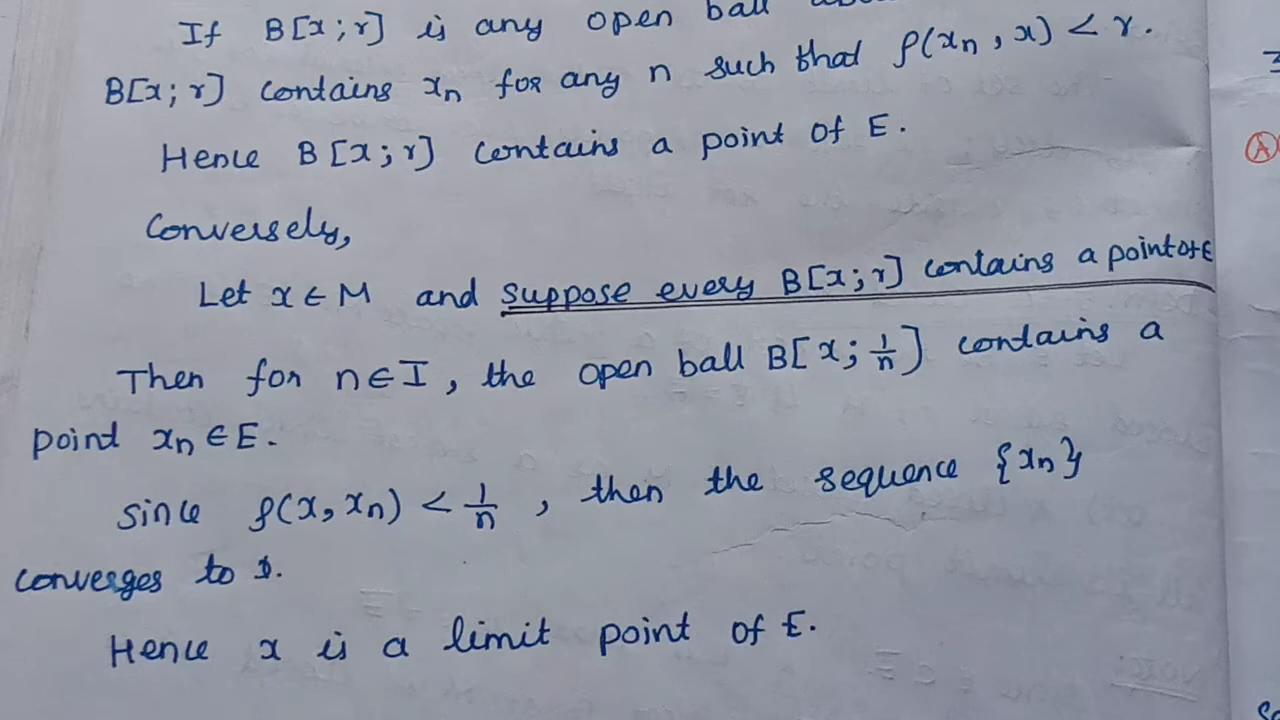 If B[x;r] is any open ball
B[x;r] contains xₙ for any n such that ρ(xₙ, x) < r.
Hence B[x;r] contains a point of E.
Conversely,
Let x ∈ M and suppose every B[x;r] contains a point of E
Then for n ∈ I, the open ball B[x; 1/n] contains a
point xₙ ∈ E.
since ρ(x, xₙ) < 1/n, then the sequence {xₙ}
converges to
Hence x is a limit point of E.
A